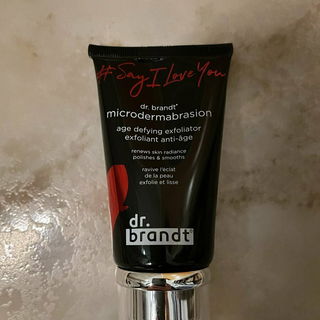 #SayILoveYou
dr. brandt®
microdermabrasion
age defying exfoliator
exfoliant anti-âge
renews skin radiance
polishes & smooths
ravive l'éclat
de la peau
exfolie et lisse
dr.
brandt®